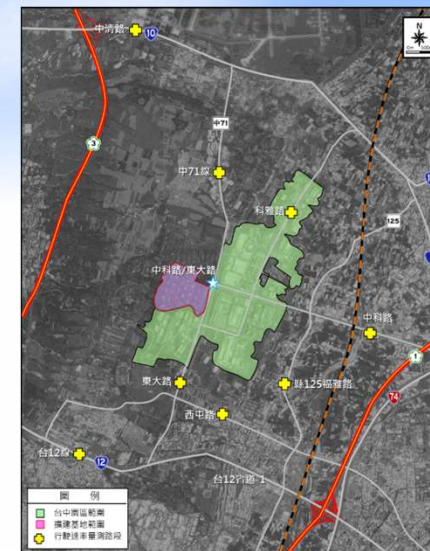 中清路
10
N
中71
3
中71線
科雅路
125
中科路/東大路
中科路
1
東大路
縣125福雅路
74
西屯路
台12線
12
台12省道-1
圖 例
台中園區範圍
擴建基地範圍
行駛速率量測路段